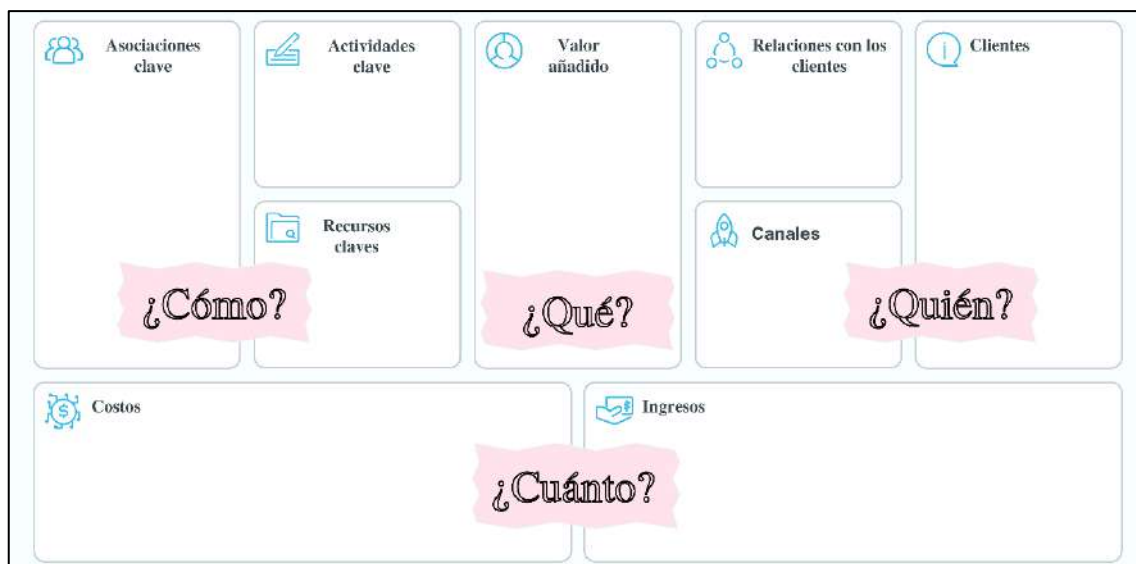 Asociaciones
clave
Actividades
clave
Valor
añadido
Relaciones con los
clientes
Clientes
Recursos
claves
Canales
¿Cómo?
¿Qué?
¿Quién?
Costos
Ingresos
¿Cuánto?